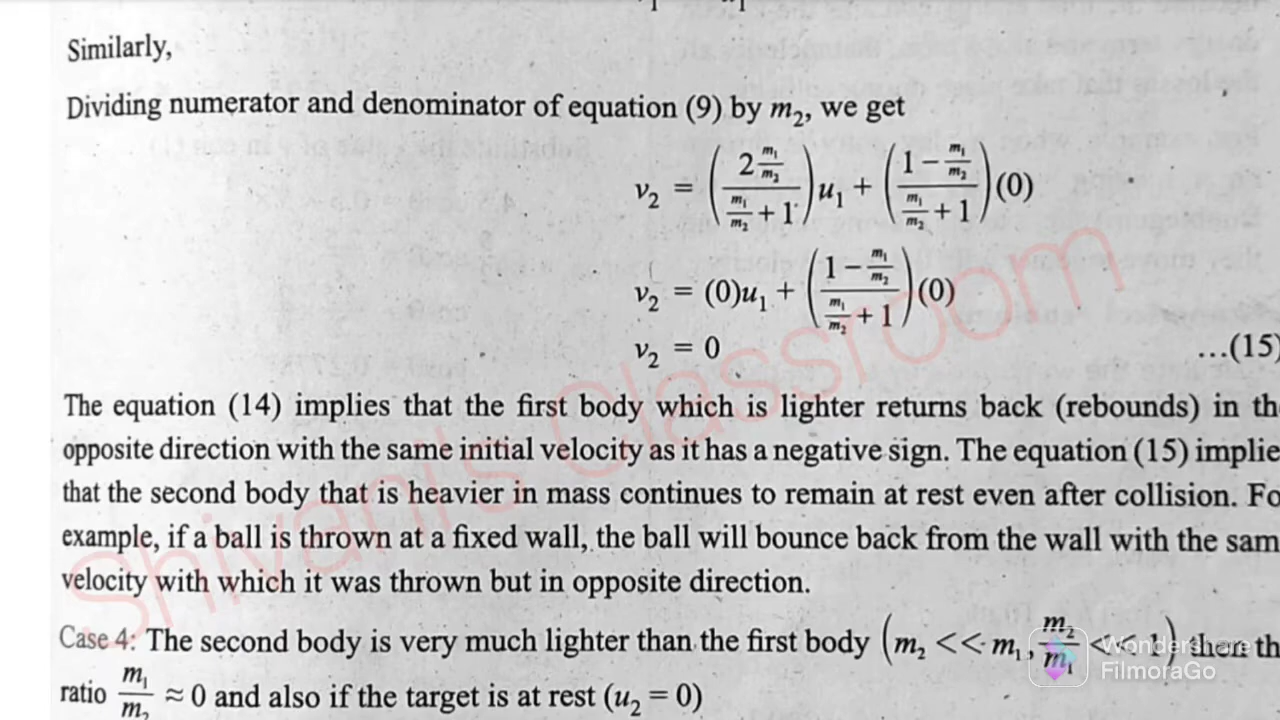 Similarly,
Dividing numerator and denominator of equation (9) by m₂, we get
v₂ = ( (2 m₁/m₂) / (m₁/m₂ + 1) ) u₁ + ( (1 − m₁/m₂) / (m₁/m₂ + 1) ) (0)
v₂ = (0)u₁ + ( (1 − m₁/m₂) / (m₁/m₂ + 1) ) (0)
v₂ = 0 ...(15)
The equation (14) implies that the first body which is lighter returns back (rebounds) in th
opposite direction with the same initial velocity as it has a negative sign. The equation (15) implie
that the second body that is heavier in mass continues to remain at rest even after collision. Fo
example, if a ball is thrown at a fixed wall, the ball will bounce back from the wall with the sam
velocity with which it was thrown but in opposite direction.
Case 4: The second body is very much lighter than the first body (m₂ << m₁, m₂/m₁ << 1) then th
ratio m₁/m₂ ≈ 0 and also if the target is at rest (u₂ = 0)
Shivani's Classroom
Wondershare
FilmoraGo